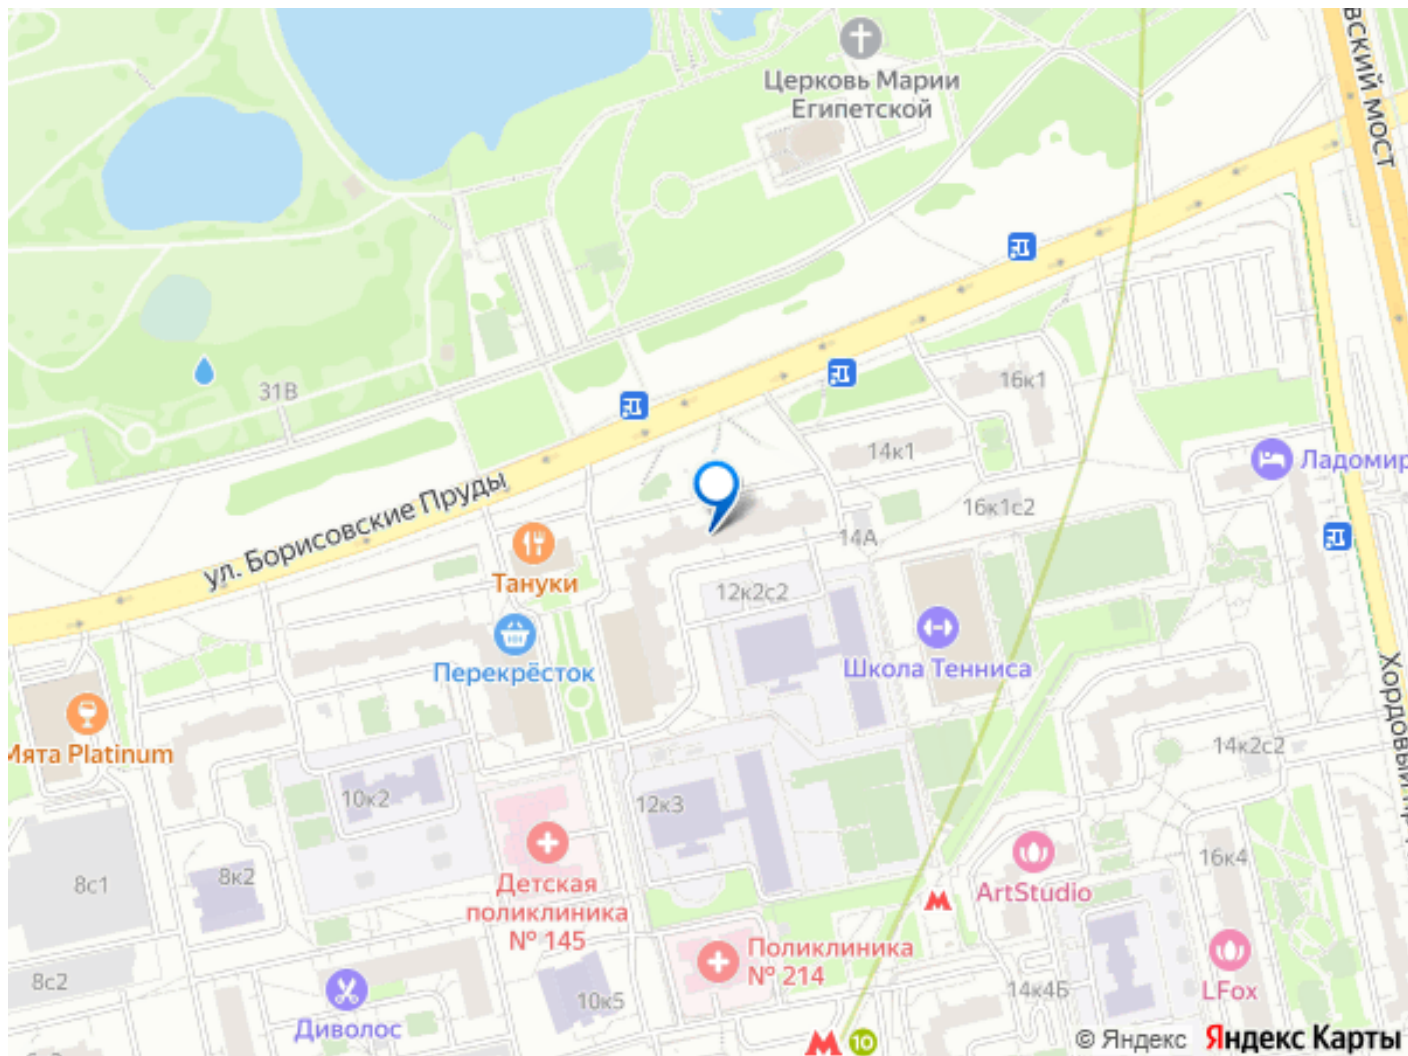 вский мост
Церковь Марии
Египетской
31В
16к1
14к1
Ладомир
ул. Борисовские Пруды
16к1с2
14А
Тануки
12к2с2
Перекрёсток
Школа Тенниса
Мята Platinum
Хордовый пр
14к2с2
10к2
12к3
8с1
8к2
Детская
поликлиника
№ 145
ArtStudio
16к4
Поликлиника
№ 214
8с2
10к5
14к4Б
LFox
Диволос
10
© Яндекс Яндекс Карты